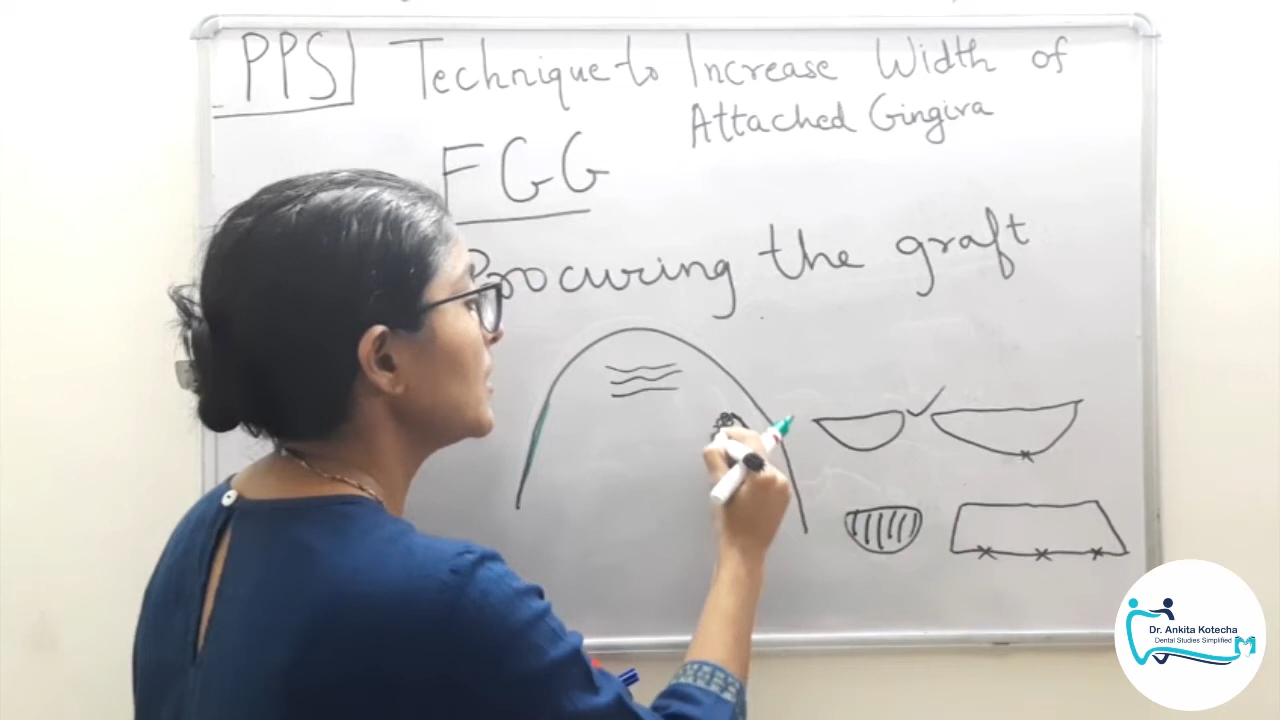 PPS Technique to Increase Width of
Attached Gingiva
FGG
Procuring the graft
Dr. Ankita Kotecha
Dental Studies Simplified